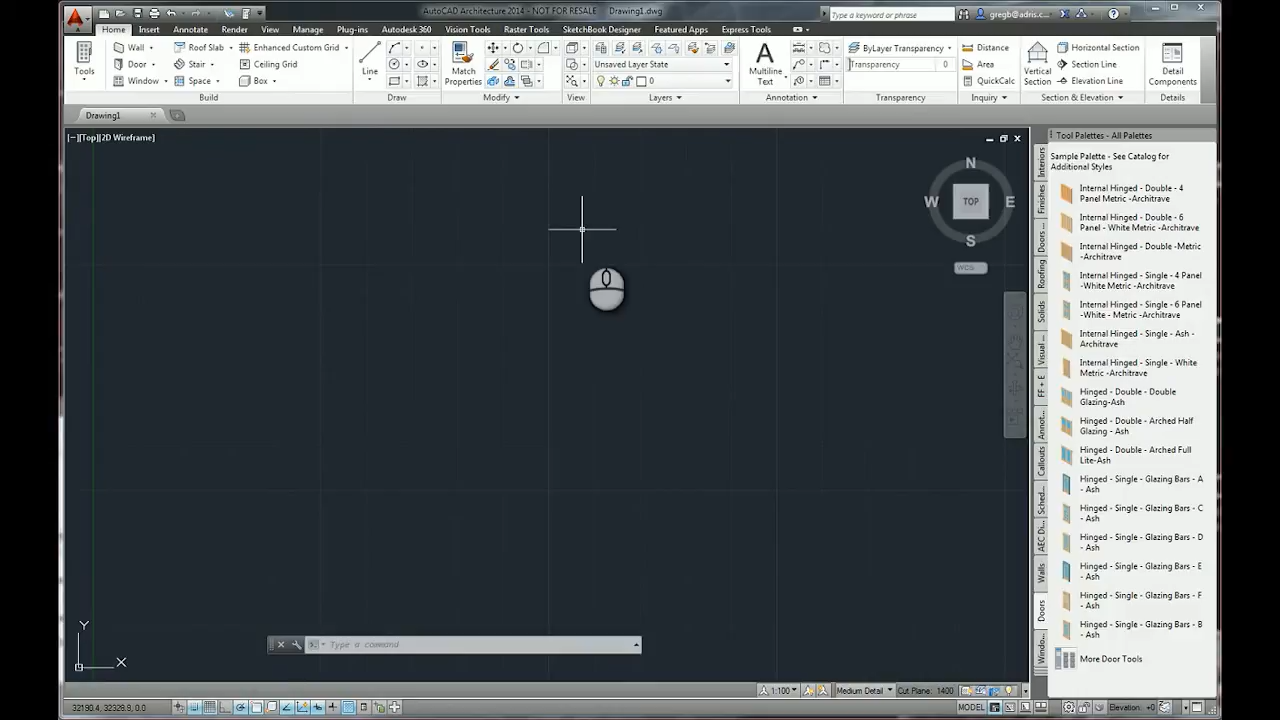 AutoCAD Architecture 2014 - NOT FOR RESALE Drawing1.dwg
Type a keyword or phrase
gregb@adris.c...
Home Insert Annotate Render View Manage Plug-ins Autodesk 360 Vision Tools Raster Tools SketchBook Designer Featured Apps Express Tools
Tools
Wall
Door
Window
Roof Slab
Stair
Space
Enhanced Custom Grid
Ceiling Grid
Box
Build
Line
Draw
Match
Properties
Modify
View
Unsaved Layer State
0
Layers
Multiline
Text
Annotation
ByLayer Transparency
Transparency 0
Transparency
Distance
Area
QuickCalc
Inquiry
Vertical
Section
Horizontal Section
Section Line
Elevation Line
Section & Elevation
Detail
Components
Details
Drawing1
[−][Top][2D Wireframe]
N
W TOP E
S
WCS
Y
X
Type a command
Tool Palettes - All Palettes
Interiors
Finishes
Doors ...
Roofing
Solids
Visual ...
FF + E
Annot...
Callouts
Sched...
AEC Di...
Walls
Doors
Windo...
Sample Palette - See Catalog for
Additional Styles
Internal Hinged - Double - 4
Panel Metric -Architrave
Internal Hinged - Double - 6
Panel - White Metric -Architrave
Internal Hinged - Double -Metric
-Architrave
Internal Hinged - Single - 4 Panel
-White Metric -Architrave
Internal Hinged - Single - 6 Panel
-White - Metric -Architrave
Internal Hinged - Single - Ash -
Architrave
Internal Hinged - Single - White
Metric -Architrave
Hinged - Double - Double
Glazing-Ash
Hinged - Double - Arched Half
Glazing - Ash
Hinged - Double - Arched Full
Lite-Ash
Hinged - Single - Glazing Bars - A
- Ash
Hinged - Single - Glazing Bars - C
- Ash
Hinged - Single - Glazing Bars - D
- Ash
Hinged - Single - Glazing Bars - E
- Ash
Hinged - Single - Glazing Bars - F
- Ash
Hinged - Single - Glazing Bars - B
- Ash
More Door Tools
1:100 Medium Detail Cut Plane: 1400
32190.4, 32329.8, 0.0
MODEL
Elevation: +0